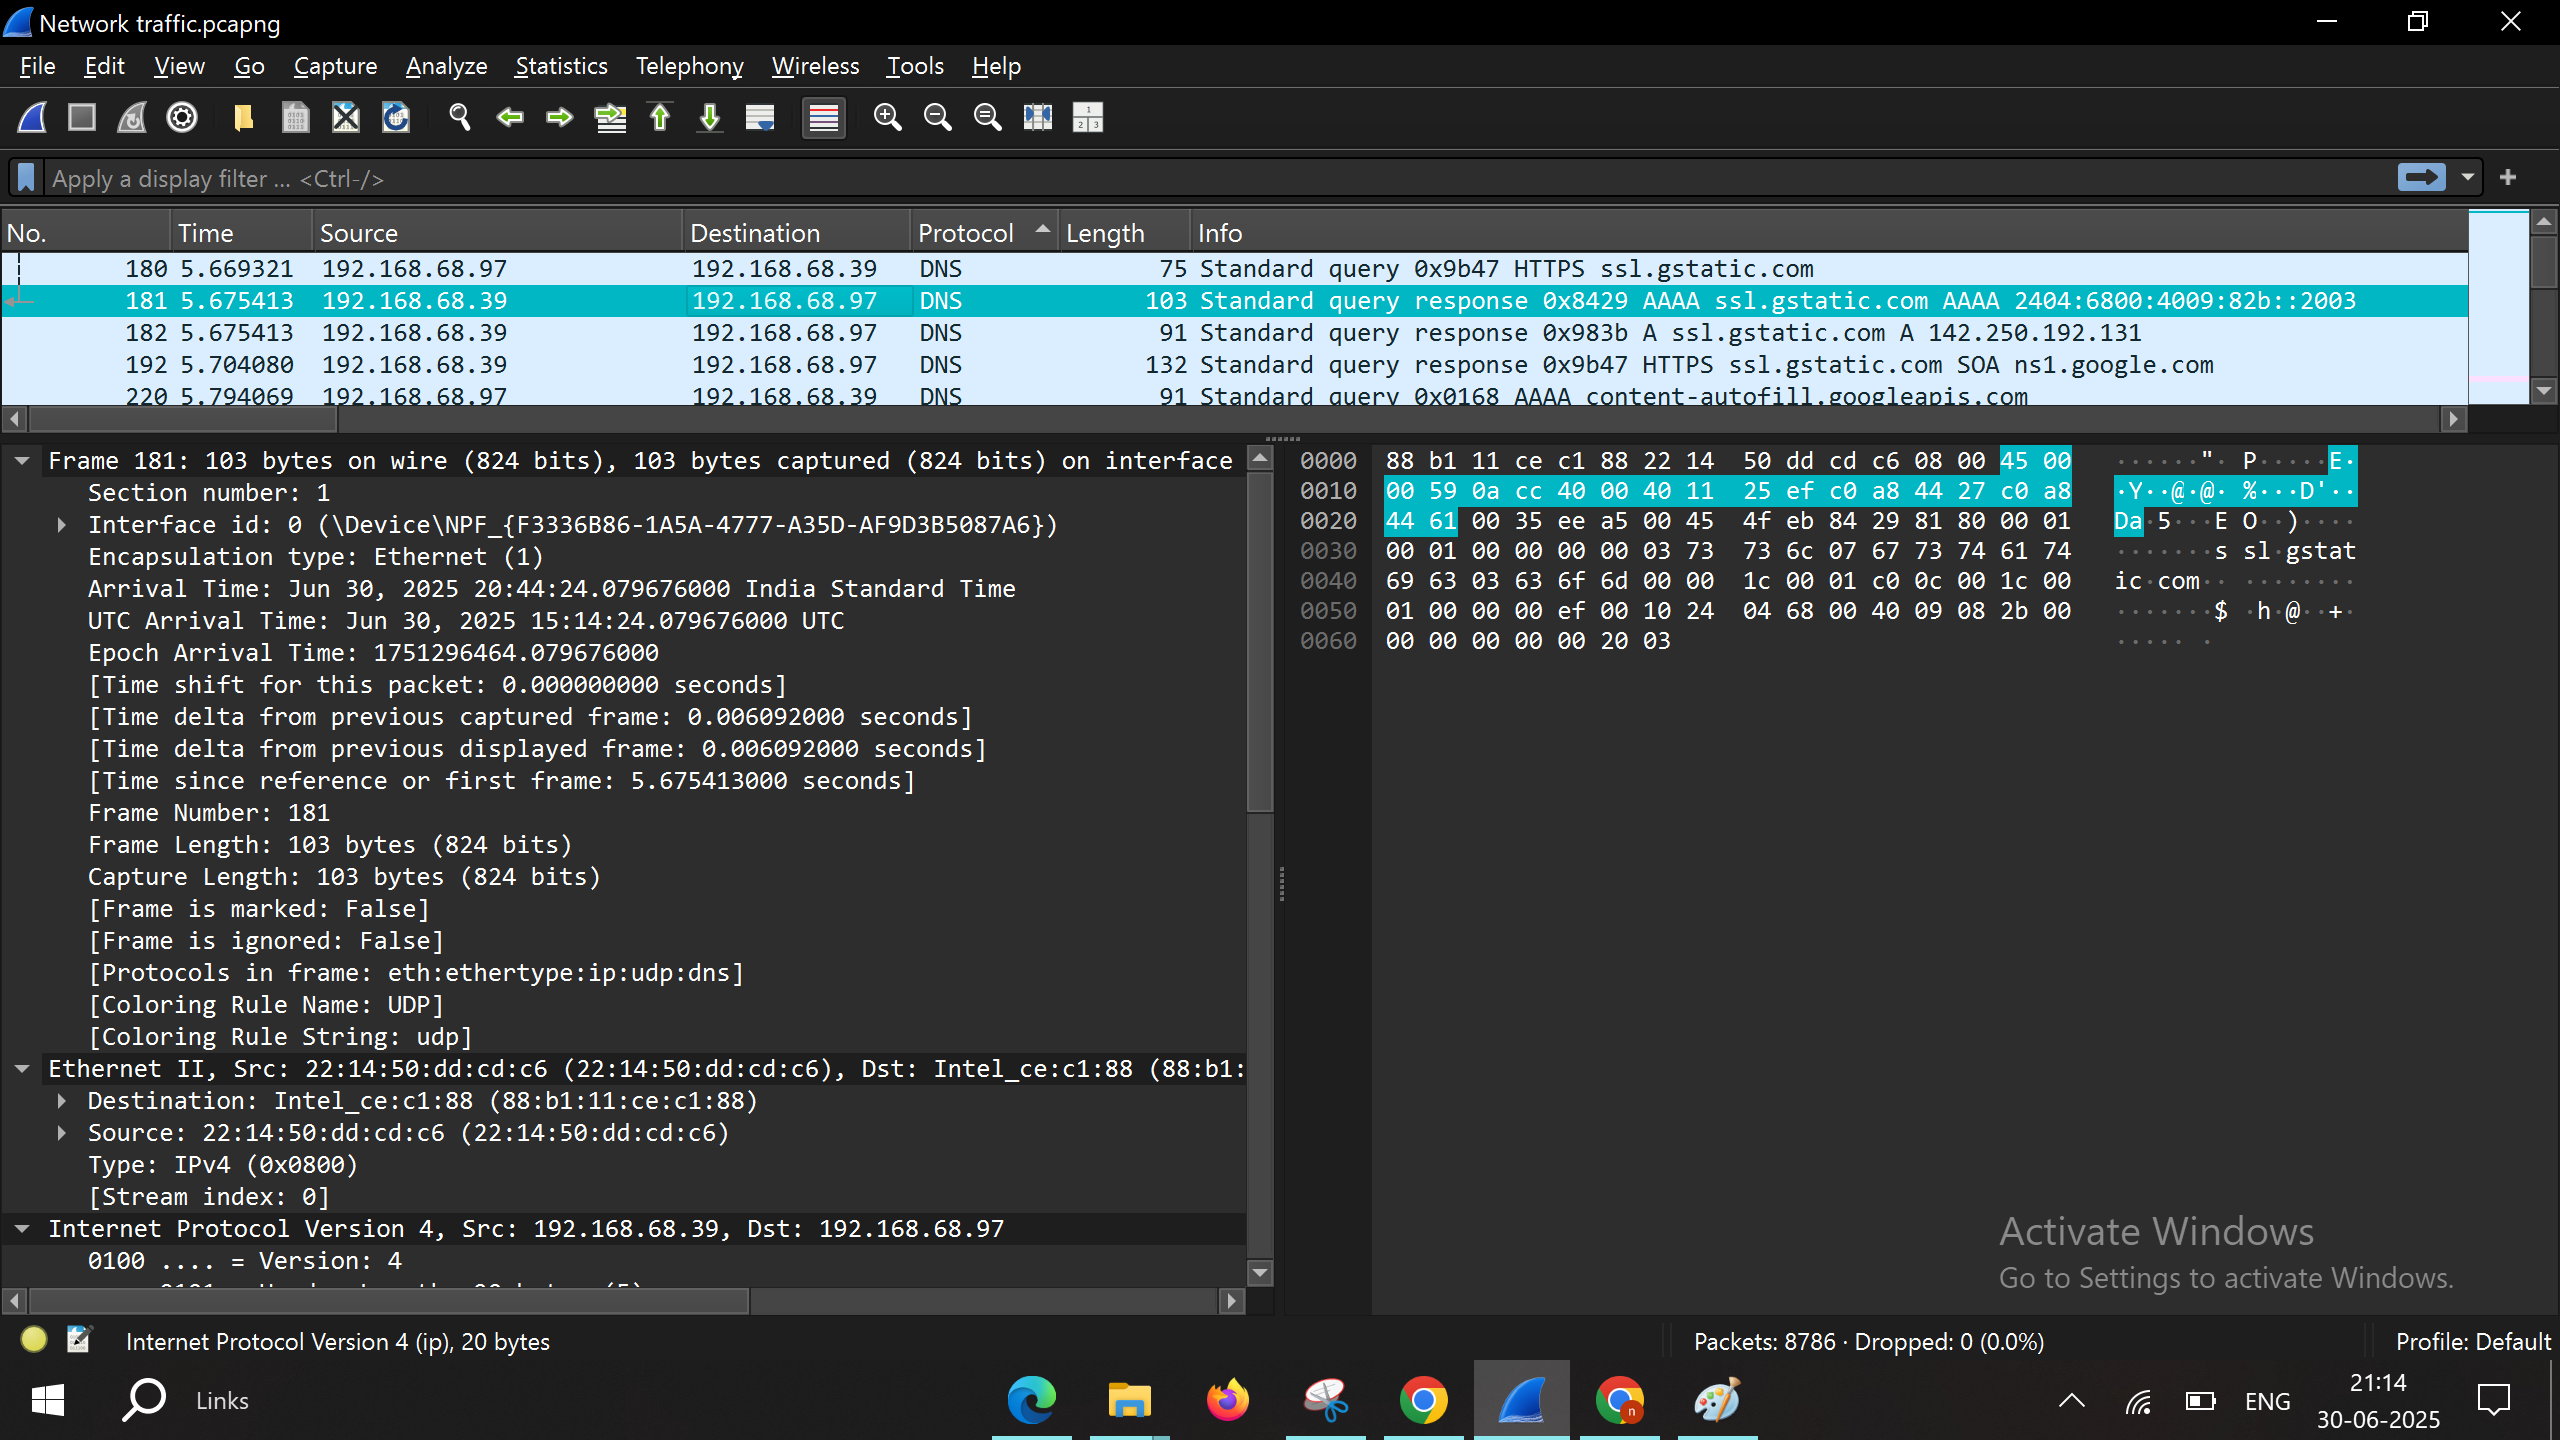 Network traffic.pcapng
File Edit View Go Capture Analyze Statistics Telephony Wireless Tools Help
Apply a display filter ... <Ctrl-/>
No. Time Source Destination Protocol Length Info
180 5.669321 192.168.68.97 192.168.68.39 DNS 75 Standard query 0x9b47 HTTPS ssl.gstatic.com
181 5.675413 192.168.68.39 192.168.68.97 DNS 103 Standard query response 0x8429 AAAA ssl.gstatic.com AAAA 2404:6800:4009:82b::2003
182 5.675413 192.168.68.39 192.168.68.97 DNS 91 Standard query response 0x983b A ssl.gstatic.com A 142.250.192.131
192 5.704080 192.168.68.39 192.168.68.97 DNS 132 Standard query response 0x9b47 HTTPS ssl.gstatic.com SOA ns1.google.com
220 5.794069 192.168.68.97 192.168.68.39 DNS 91 Standard query 0x0168 AAAA content-autofill.googleapis.com
Frame 181: 103 bytes on wire (824 bits), 103 bytes captured (824 bits) on interface
Section number: 1
Interface id: 0 (\Device\NPF_{F3336B86-1A5A-4777-A35D-AF9D3B5087A6})
Encapsulation type: Ethernet (1)
Arrival Time: Jun 30, 2025 20:44:24.079676000 India Standard Time
UTC Arrival Time: Jun 30, 2025 15:14:24.079676000 UTC
Epoch Arrival Time: 1751296464.079676000
[Time shift for this packet: 0.000000000 seconds]
[Time delta from previous captured frame: 0.006092000 seconds]
[Time delta from previous displayed frame: 0.006092000 seconds]
[Time since reference or first frame: 5.675413000 seconds]
Frame Number: 181
Frame Length: 103 bytes (824 bits)
Capture Length: 103 bytes (824 bits)
[Frame is marked: False]
[Frame is ignored: False]
[Protocols in frame: eth:ethertype:ip:udp:dns]
[Coloring Rule Name: UDP]
[Coloring Rule String: udp]
Ethernet II, Src: 22:14:50:dd:cd:c6 (22:14:50:dd:cd:c6), Dst: Intel_ce:c1:88 (88:b1:
Destination: Intel_ce:c1:88 (88:b1:11:ce:c1:88)
Source: 22:14:50:dd:cd:c6 (22:14:50:dd:cd:c6)
Type: IPv4 (0x0800)
[Stream index: 0]
Internet Protocol Version 4, Src: 192.168.68.39, Dst: 192.168.68.97
0100 .... = Version: 4
0000 88 b1 11 ce c1 88 22 14 50 dd cd c6 08 00 45 00 ······"· P·····E·
0010 00 59 0a cc 40 00 40 11 25 ef c0 a8 44 27 c0 a8 ·Y··@·@· %···D'··
0020 44 61 00 35 ee a5 00 45 4f eb 84 29 81 80 00 01 Da·5···E O··)····
0030 00 01 00 00 00 00 03 73 73 6c 07 67 73 74 61 74 ·······s sl·gstat
0040 69 63 03 63 6f 6d 00 00 1c 00 01 c0 0c 00 1c 00 ic·com·· ········
0050 01 00 00 00 ef 00 10 24 04 68 00 40 09 08 2b 00 ·······$ ·h·@··+·
0060 00 00 00 00 00 20 03 ····· ·
Activate Windows
Go to Settings to activate Windows.
Internet Protocol Version 4 (ip), 20 bytes
Packets: 8786 · Dropped: 0 (0.0%)
Profile: Default
Links
n
ENG
21:14
30-06-2025